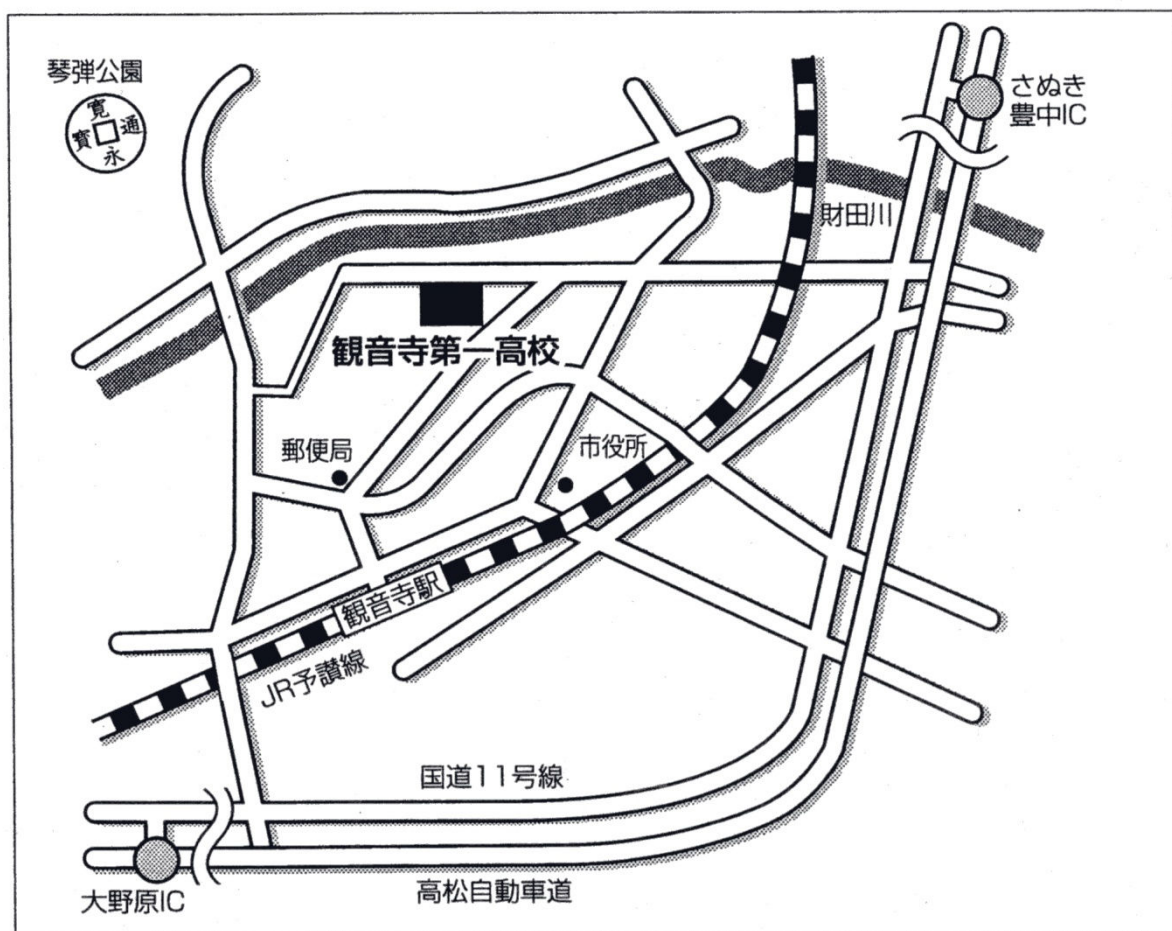 琴弾公園
寛
寳 通
永
さぬき
豊中IC
財田川
観音寺第一高校
郵便局
市役所
観音寺駅
JR予讃線
国道11号線
大野原IC
高松自動車道